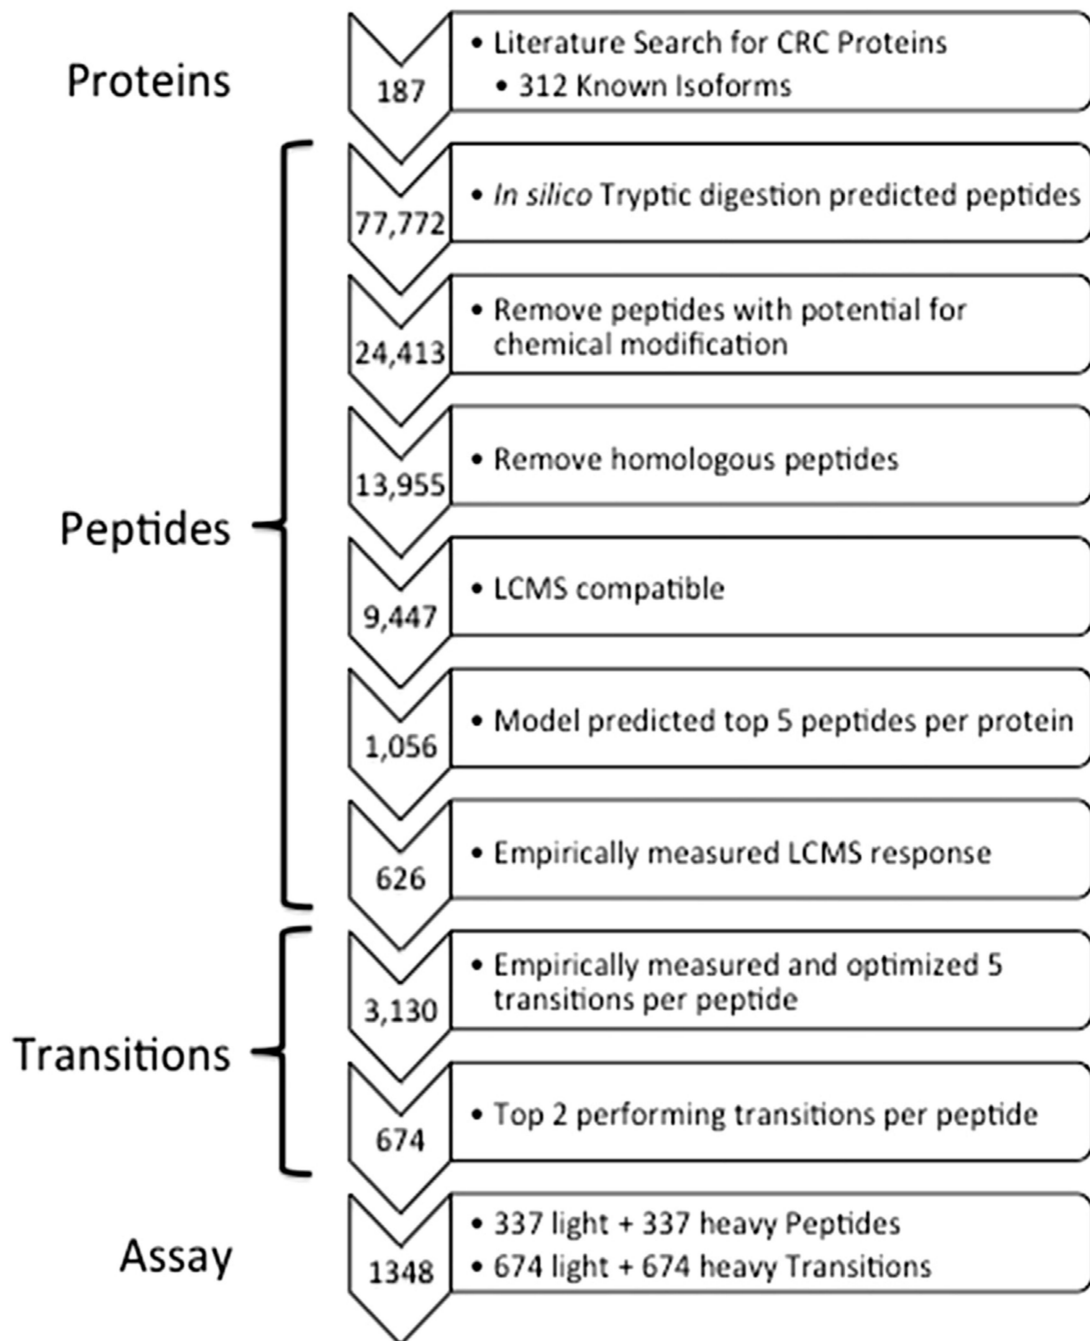 Proteins
187
• Literature Search for CRC Proteins
• 312 Known Isoforms
Peptides
77,772
• In silico Tryptic digestion predicted peptides
24,413
• Remove peptides with potential for
chemical modification
13,955
• Remove homologous peptides
9,447
• LCMS compatible
1,056
• Model predicted top 5 peptides per protein
626
• Empirically measured LCMS response
Transitions
3,130
• Empirically measured and optimized 5
transitions per peptide
674
• Top 2 performing transitions per peptide
Assay
1348
• 337 light + 337 heavy Peptides
• 674 light + 674 heavy Transitions